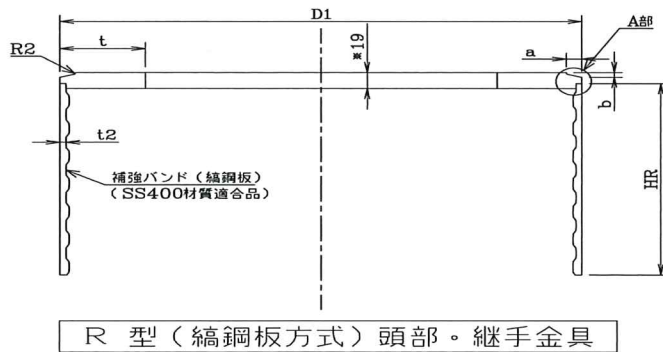 D1
A部
R2
t
※19
a
b
t2
HR
補強バンド（縞鋼板）
（SS400材質適合品）
R 型（縞鋼板方式）頭部。継手金具